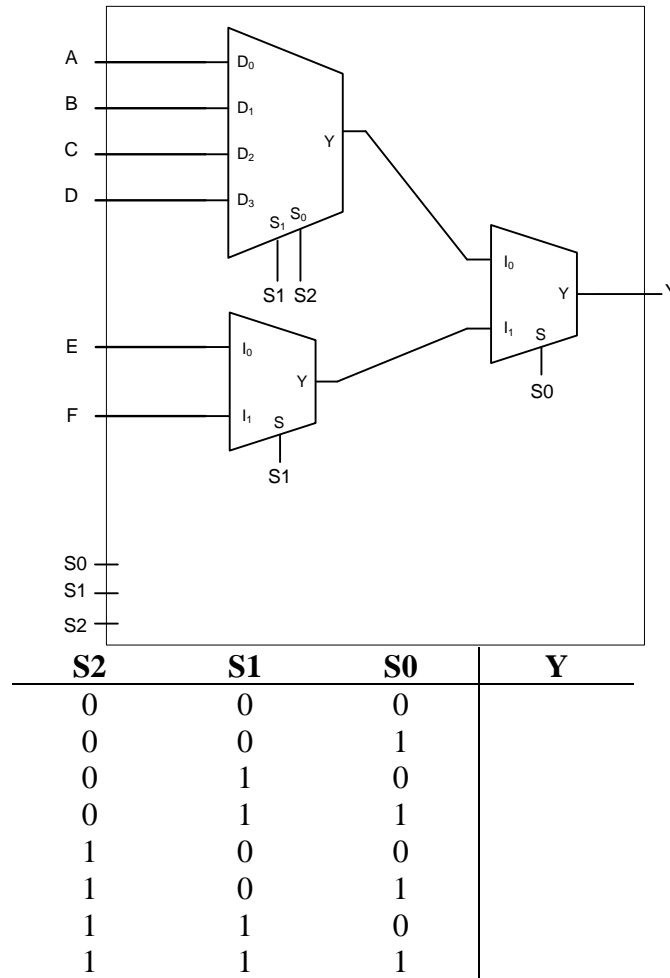 A
B
C
D
D₀
D₁
D₂
D₃
Y
S₁ S₀
S1 S2
E
F
I₀
I₁
Y
S
S1
I₀
I₁
Y
S
S0
Y
S0
S1
S2
S2 S1 S0 Y
0 0 0
0 0 1
0 1 0
0 1 1
1 0 0
1 0 1
1 1 0
1 1 1